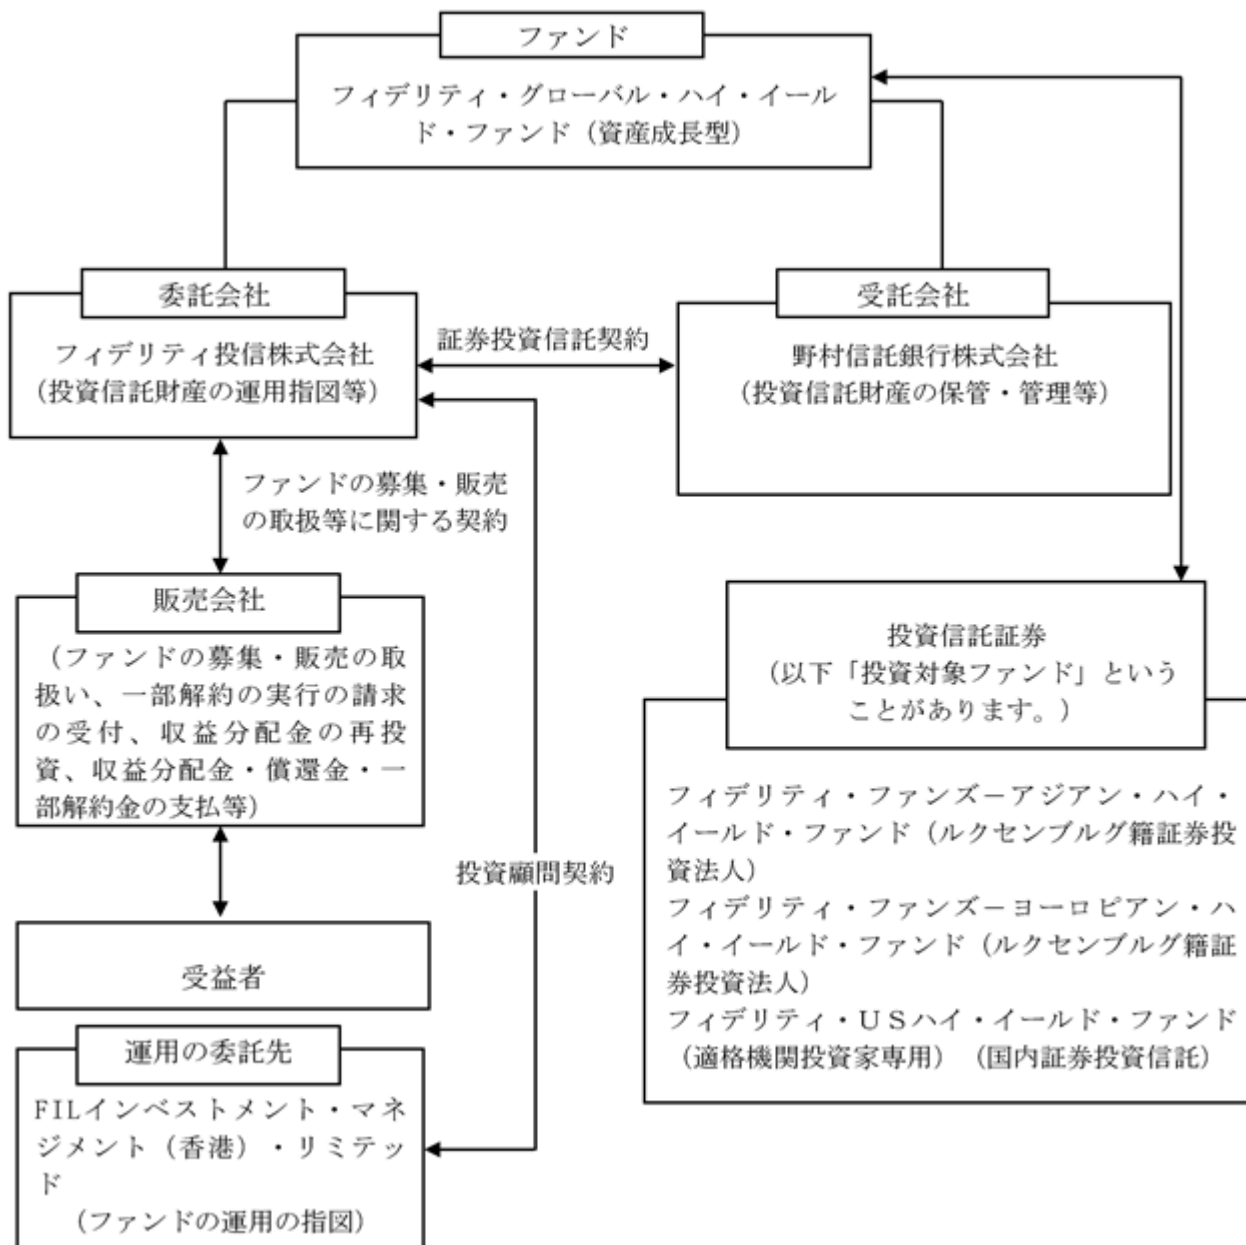 ファンド
フィデリティ・グローバル・ハイ・イール
ド・ファンド（資産成長型）
委託会社
フィデリティ投信株式会社
（投資信託財産の運用指図等）
証券投資信託契約
受託会社
野村信託銀行株式会社
（投資信託財産の保管・管理等）
ファンドの募集・販売
の取扱等に関する契約
販売会社
（ファンドの募集・販売の取
扱い、一部解約の実行の請求
の受付、収益分配金の再投
資、収益分配金・償還金・一
部解約金の支払等）
投資顧問契約
受益者
運用の委託先
FILインベストメント・マネ
ジメント（香港）・リミテッ
ド
（ファンドの運用の指図）
投資信託証券
（以下「投資対象ファンド」という
ことがあります。）
フィデリティ・ファンズ－アジアン・ハイ・
イールド・ファンド（ルクセンブルグ籍証券投
資法人）
フィデリティ・ファンズ－ヨーロピアン・ハ
イ・イールド・ファンド（ルクセンブルグ籍証
券投資法人）
フィデリティ・ＵＳハイ・イールド・ファンド
（適格機関投資家専用）（国内証券投資信託）